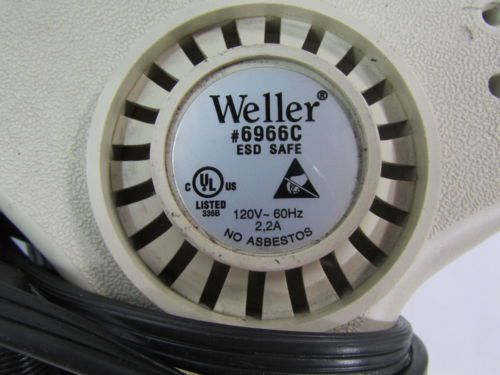 Weller®
#6966C
ESD SAFE
C UL US
LISTED
336B
120V~ 60Hz
2,2A
NO ASBESTOS